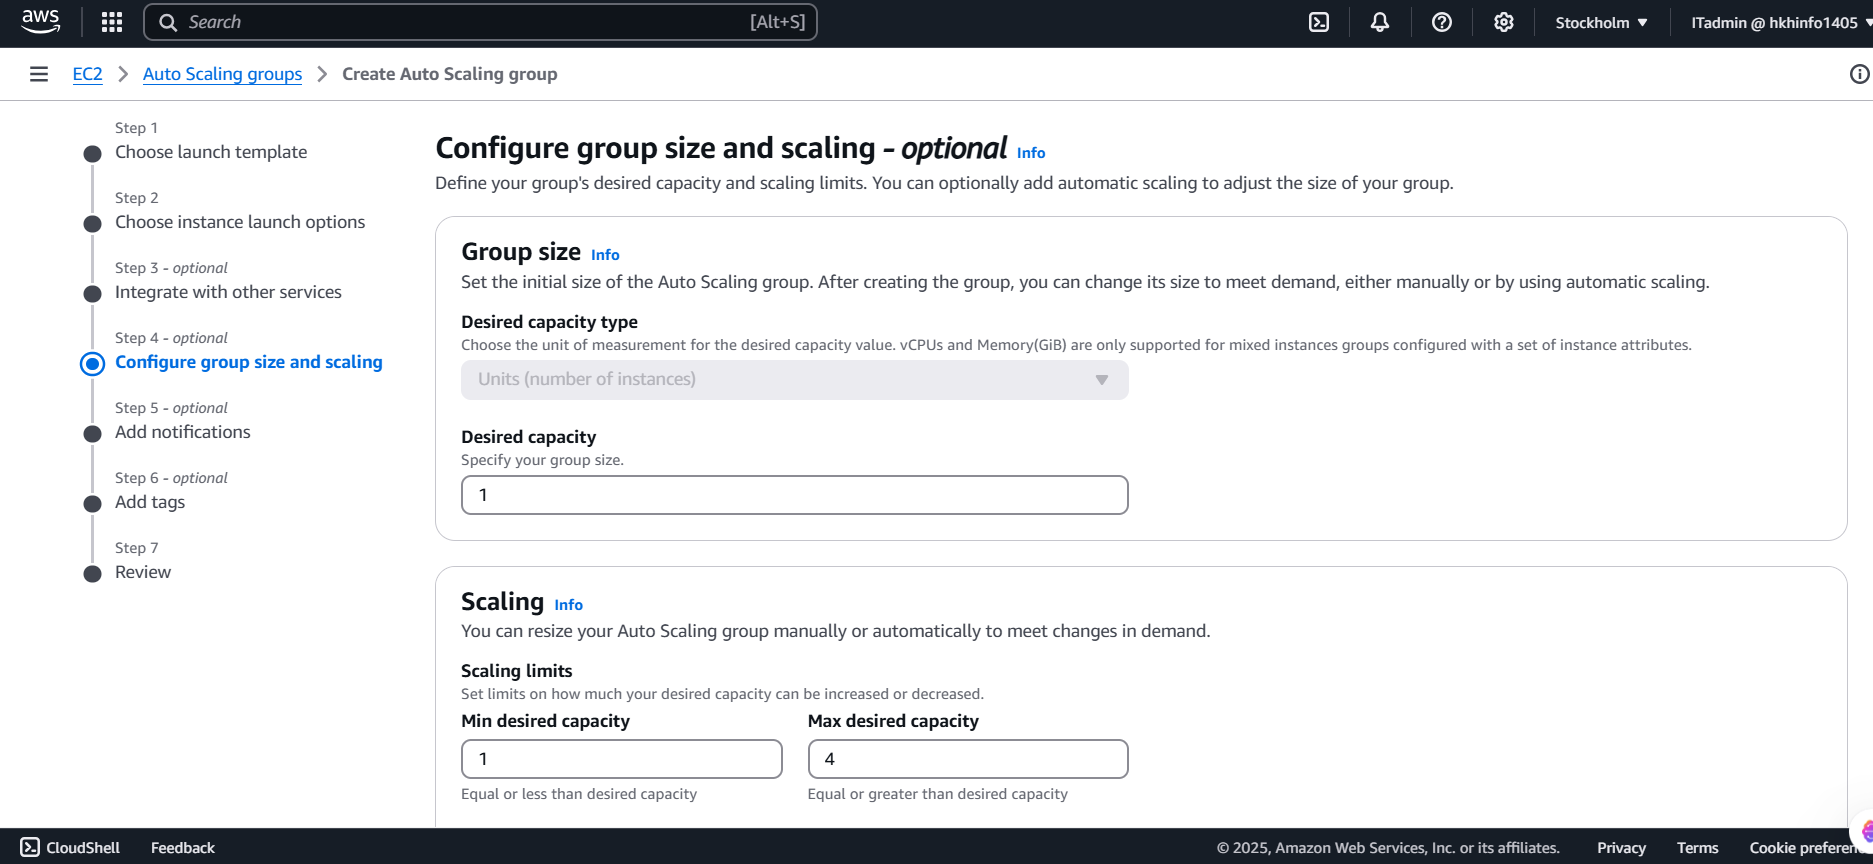 aws
Search [Alt+S]
Stockholm
ITadmin @ hkhinfo1405
EC2
Auto Scaling groups
Create Auto Scaling group
Step 1
Choose launch template
Step 2
Choose instance launch options
Step 3 - optional
Integrate with other services
Step 4 - optional
Configure group size and scaling
Step 5 - optional
Add notifications
Step 6 - optional
Add tags
Step 7
Review
Configure group size and scaling - optional Info
Define your group's desired capacity and scaling limits. You can optionally add automatic scaling to adjust the size of your group.
Group size Info
Set the initial size of the Auto Scaling group. After creating the group, you can change its size to meet demand, either manually or by using automatic scaling.
Desired capacity type
Choose the unit of measurement for the desired capacity value. vCPUs and Memory(GiB) are only supported for mixed instances groups configured with a set of instance attributes.
Units (number of instances)
Desired capacity
Specify your group size.
1
Scaling Info
You can resize your Auto Scaling group manually or automatically to meet changes in demand.
Scaling limits
Set limits on how much your desired capacity can be increased or decreased.
Min desired capacity
1
Equal or less than desired capacity
Max desired capacity
4
Equal or greater than desired capacity
CloudShell
Feedback
© 2025, Amazon Web Services, Inc. or its affiliates.
Privacy
Terms
Cookie